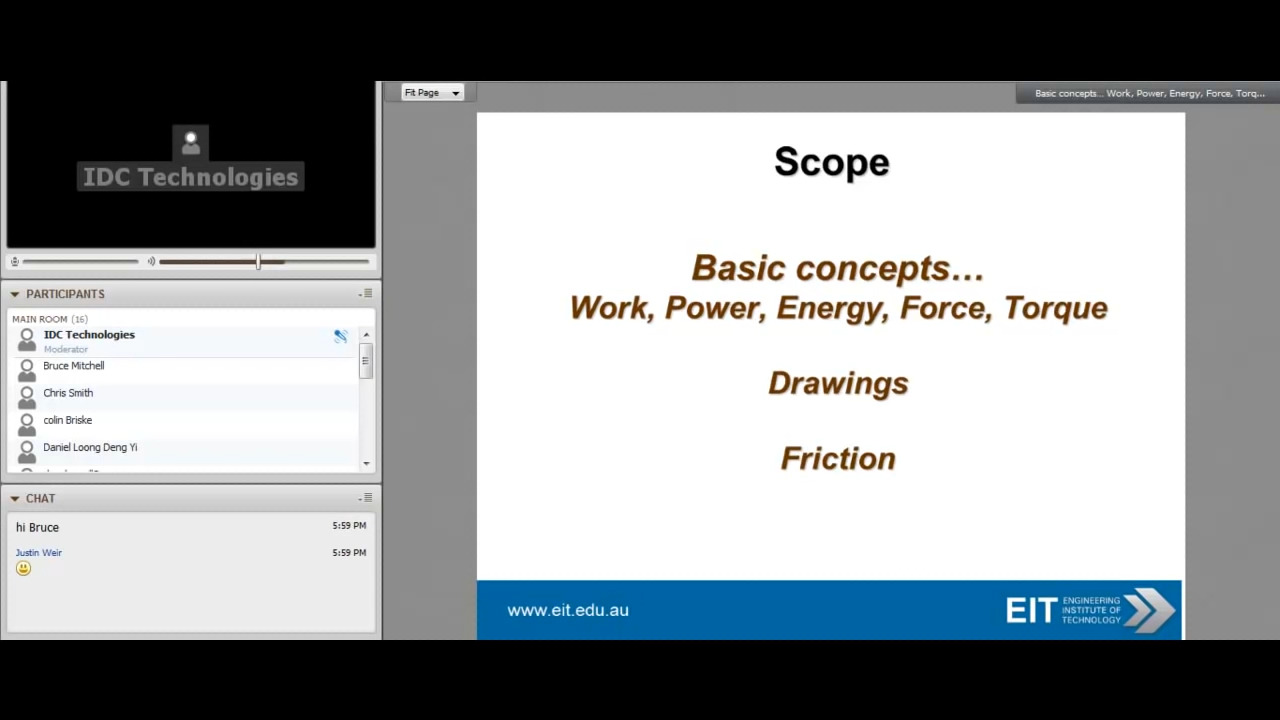 Fit Page
Basic concepts... Work, Power, Energy, Force, Torq...
IDC Technologies
PARTICIPANTS
MAIN ROOM (16)
IDC Technologies
Moderator
Bruce Mitchell
Chris Smith
colin Briske
Daniel Loong Deng Yi
CHAT
hi Bruce 5:59 PM
Justin Weir 5:59 PM
Scope
Basic concepts…
Work, Power, Energy, Force, Torque
Drawings
Friction
www.eit.edu.au
EIT ENGINEERING
INSTITUTE OF
TECHNOLOGY